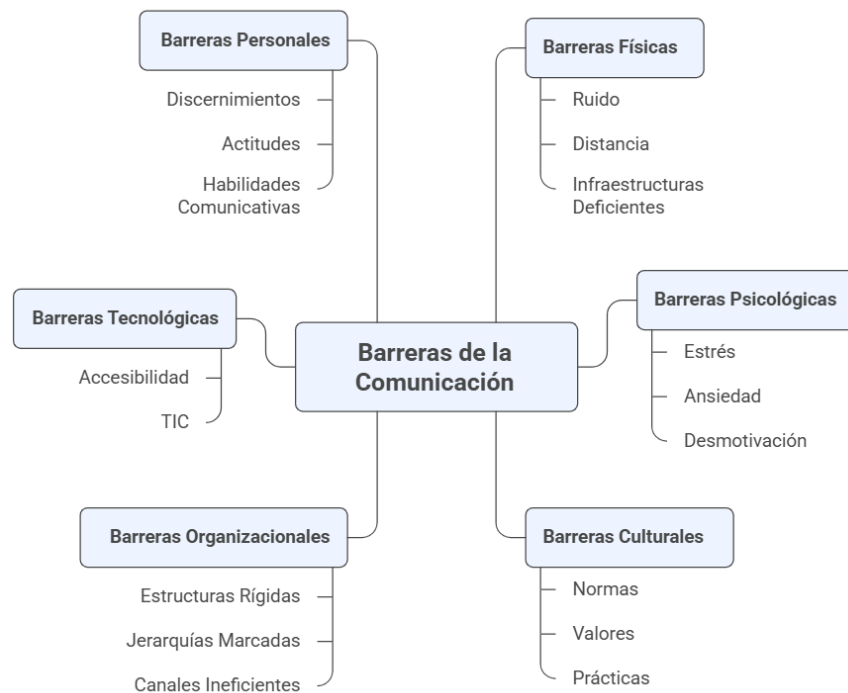 Barreras Personales
Discernimientos
Actitudes
Habilidades
Comunicativas
Barreras Físicas
Ruido
Distancia
Infraestructuras
Deficientes
Barreras Tecnológicas
Accesibilidad
TIC
Barreras de la
Comunicación
Barreras Psicológicas
Estrés
Ansiedad
Desmotivación
Barreras Organizacionales
Estructuras Rígidas
Jerarquías Marcadas
Canales Ineficientes
Barreras Culturales
Normas
Valores
Prácticas